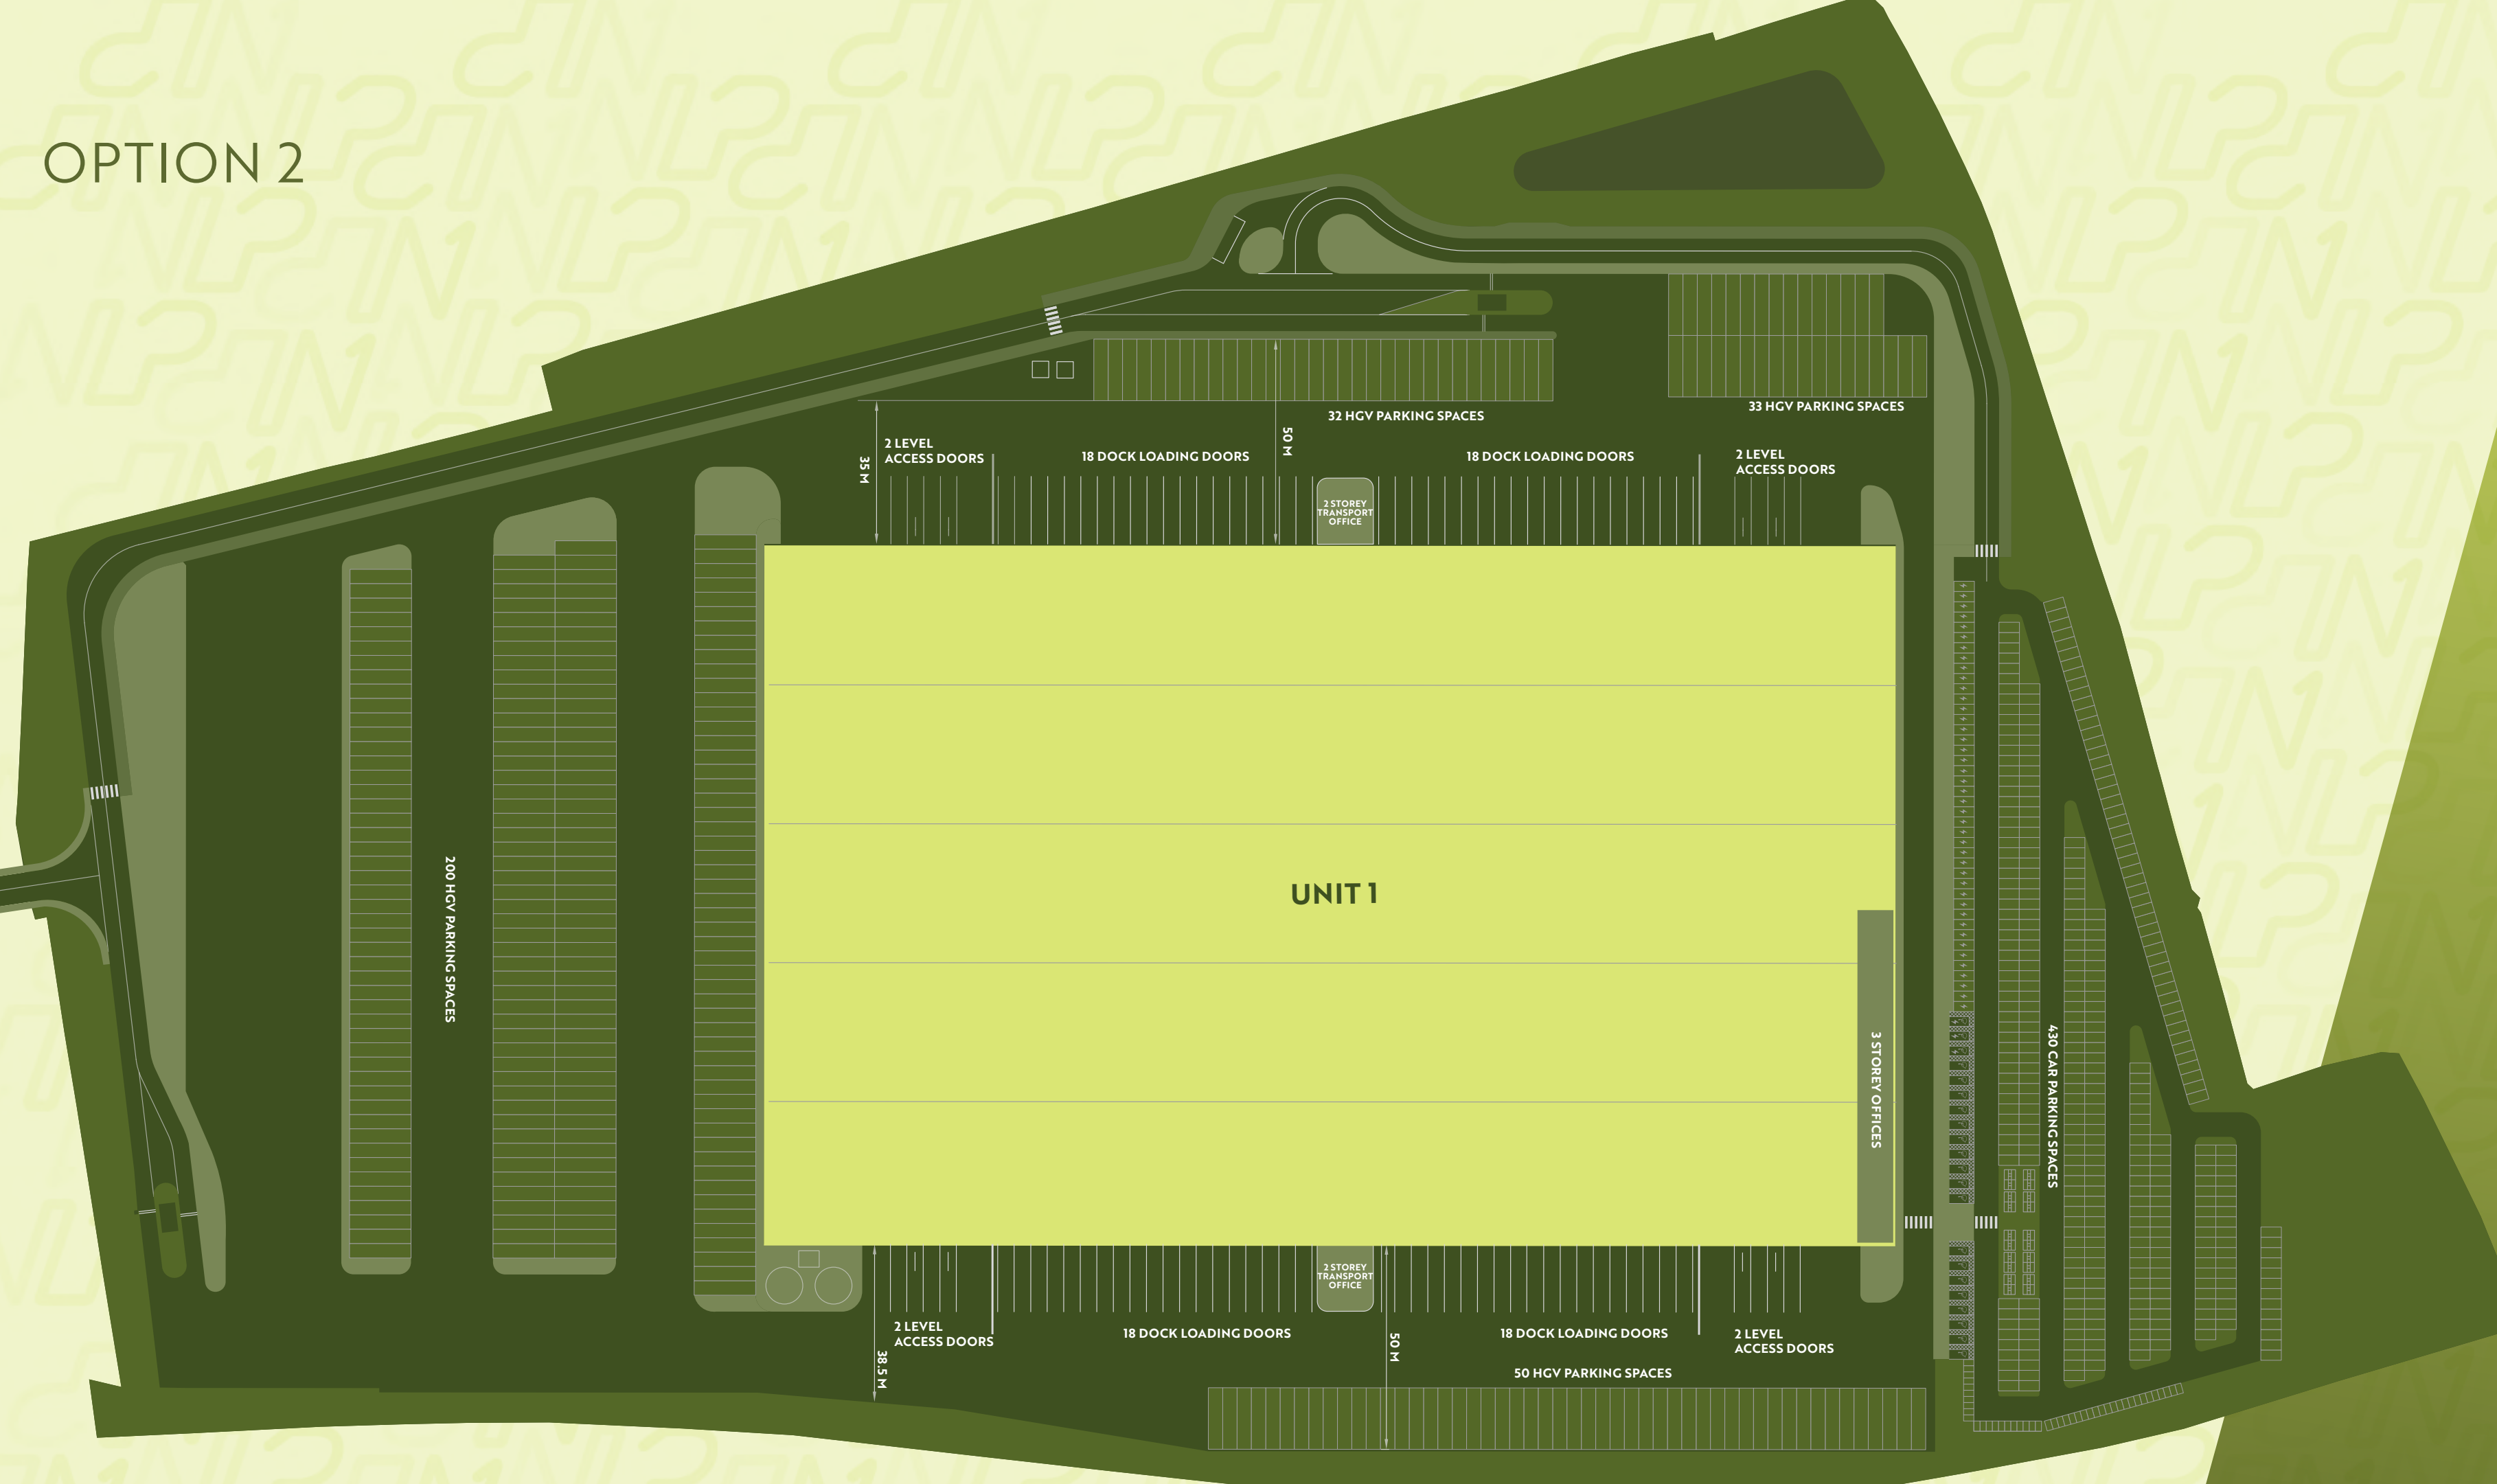 OPTION 2
32 HGV PARKING SPACES
33 HGV PARKING SPACES
2 LEVEL
ACCESS DOORS
35 M
18 DOCK LOADING DOORS
50 M
18 DOCK LOADING DOORS
2 LEVEL
ACCESS DOORS
2 STOREY
TRANSPORT
OFFICE
200 HGV PARKING SPACES
UNIT 1
3 STOREY OFFICES
430 CAR PARKING SPACES
2 STOREY
TRANSPORT
OFFICE
2 LEVEL
ACCESS DOORS
38.5 M
18 DOCK LOADING DOORS
50 M
18 DOCK LOADING DOORS
2 LEVEL
ACCESS DOORS
50 HGV PARKING SPACES